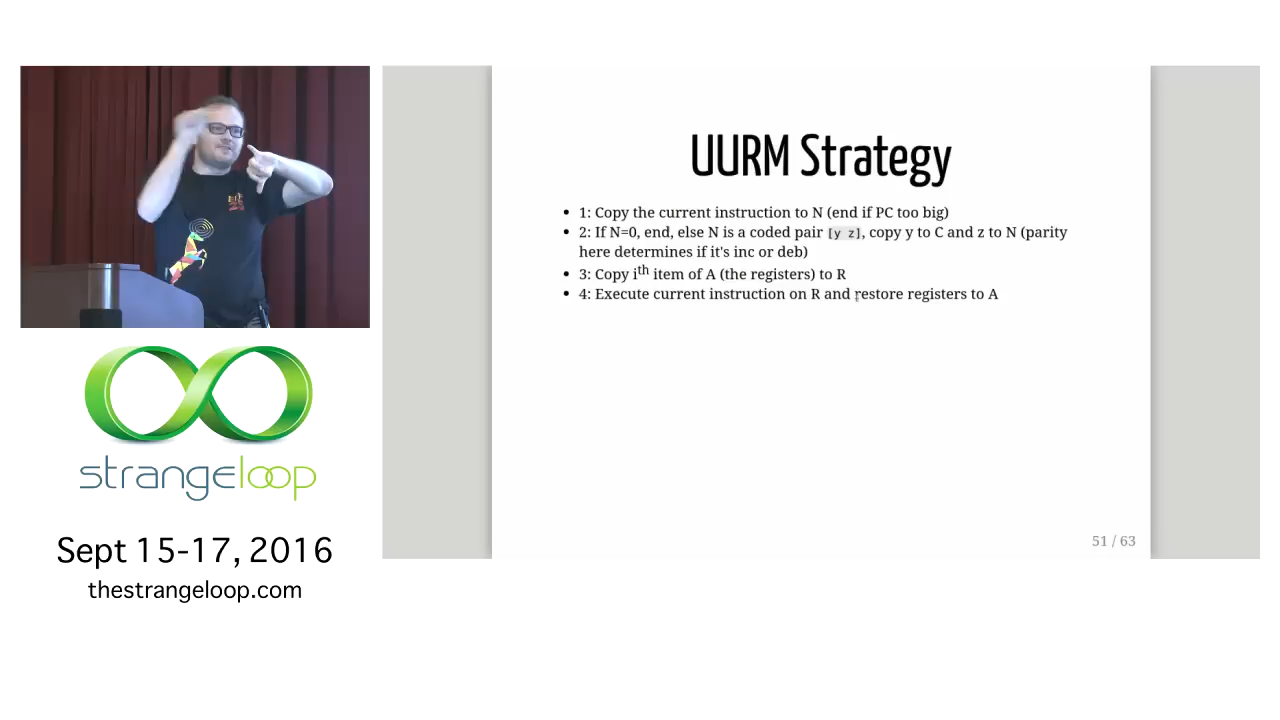 UURM Strategy
1: Copy the current instruction to N (end if PC too big)
2: If N=0, end, else N is a coded pair [y z], copy y to C and z to N (parity
here determines if it's inc or deb)
3: Copy ith item of A (the registers) to R
4: Execute current instruction on R and restore registers to A
51 / 63
strangeloop
Sept 15-17, 2016
thestrangeloop.com